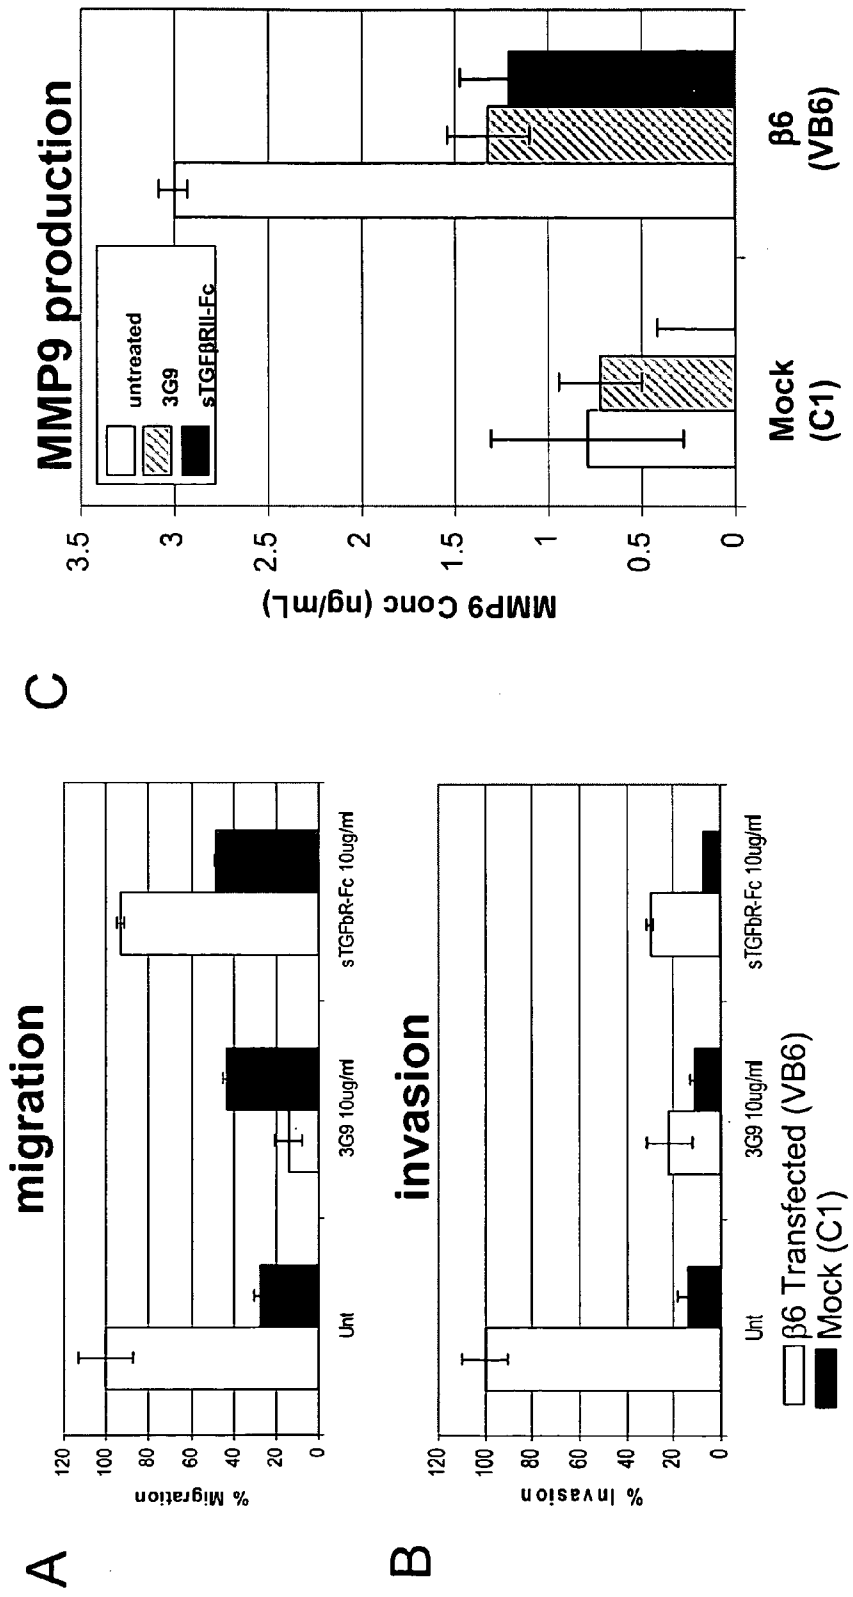 A
migration
% Migration
120
100
80
60
40
20
0
Unt
3G9 10ug/ml
sTGFbR-Fc 10ug/ml
B
invasion
% Invasion
120
100
80
60
40
20
0
Unt
3G9 10ug/ml
sTGFbR-Fc 10ug/ml
β6 Transfected (VB6)
Mock (C1)
C
MMP9 production
MMP9 Conc (ng/mL)
3.5
3
2.5
2
1.5
1
0.5
0
untreated
3G9
sTGFβRII-Fc
Mock
(C1)
β6
(VB6)